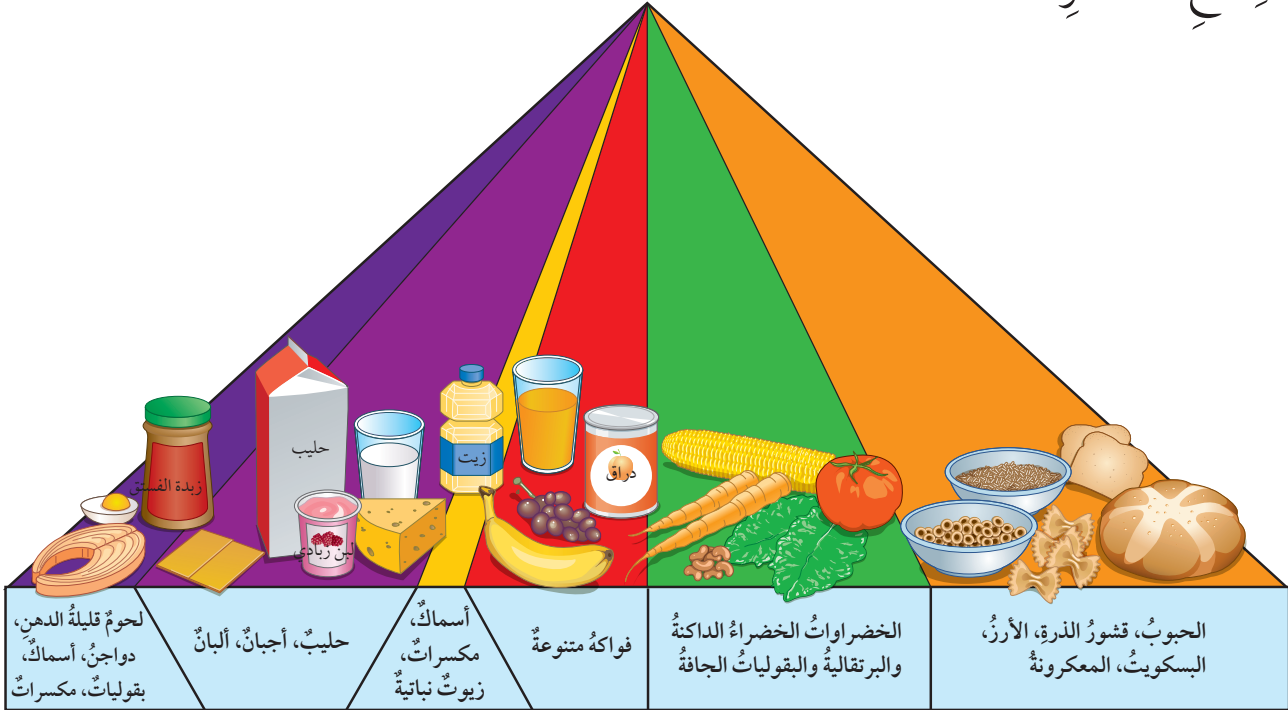 حليب
زيت
دراق
زبدة الفستق
لبن زبادي
الحبوبُ، قشورُ الذرةِ، الأرزُ،
البسكويتُ، المعكرونةُ
الخضراواتُ الخضراءُ الداكنةُ
والبرتقاليةُ والبقولياتُ الجافةُ
فواكهُ متنوعةٌ
أسماكٌ،
مكسراتٌ،
زيوتٌ نباتيةٌ
حليبٌ، أجبانٌ، ألبانٌ
لحومٌ قليلةُ الدهنِ،
دواجنُ، أسماكٌ،
بقولياتٌ، مكسراتٌ